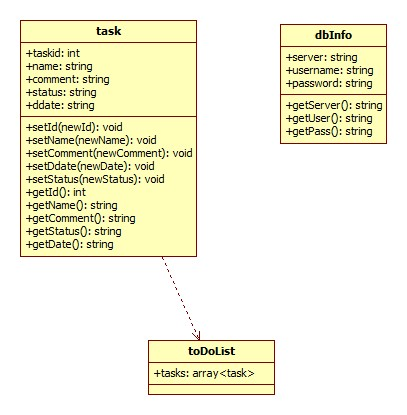 task
+taskid: int
+name: string
+comment: string
+status: string
+ddate: string
+setId(newId): void
+setName(newName): void
+setComment(newComment): void
+setDdate(newDate): void
+setStatus(newStatus): void
+getId(): int
+getName(): string
+getComment(): string
+getStatus(): string
+getDate(): string
dbInfo
+server: string
+username: string
+password: string
+getServer(): string
+getUser(): string
+getPass(): string
toDoList
+tasks: array<task>